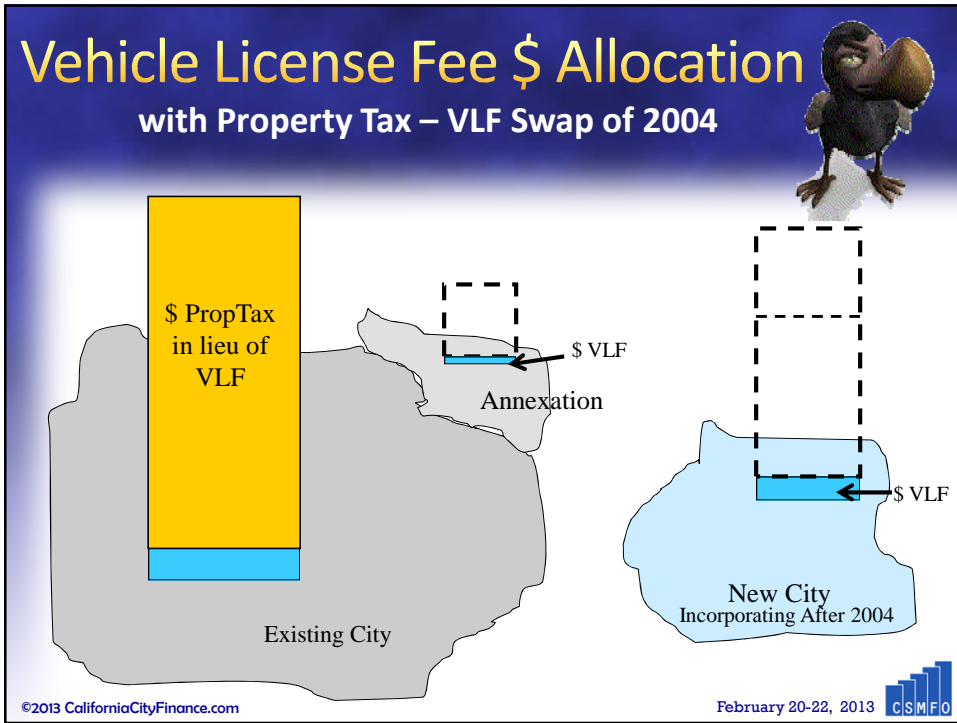 Vehicle License Fee $ Allocation
with Property Tax – VLF Swap of 2004
$ PropTax
in lieu of
VLF
$ VLF
Annexation
$ VLF
New City
Incorporating After 2004
Existing City
©2013 CaliforniaCityFinance.com
February 20-22, 2013
CSMFO